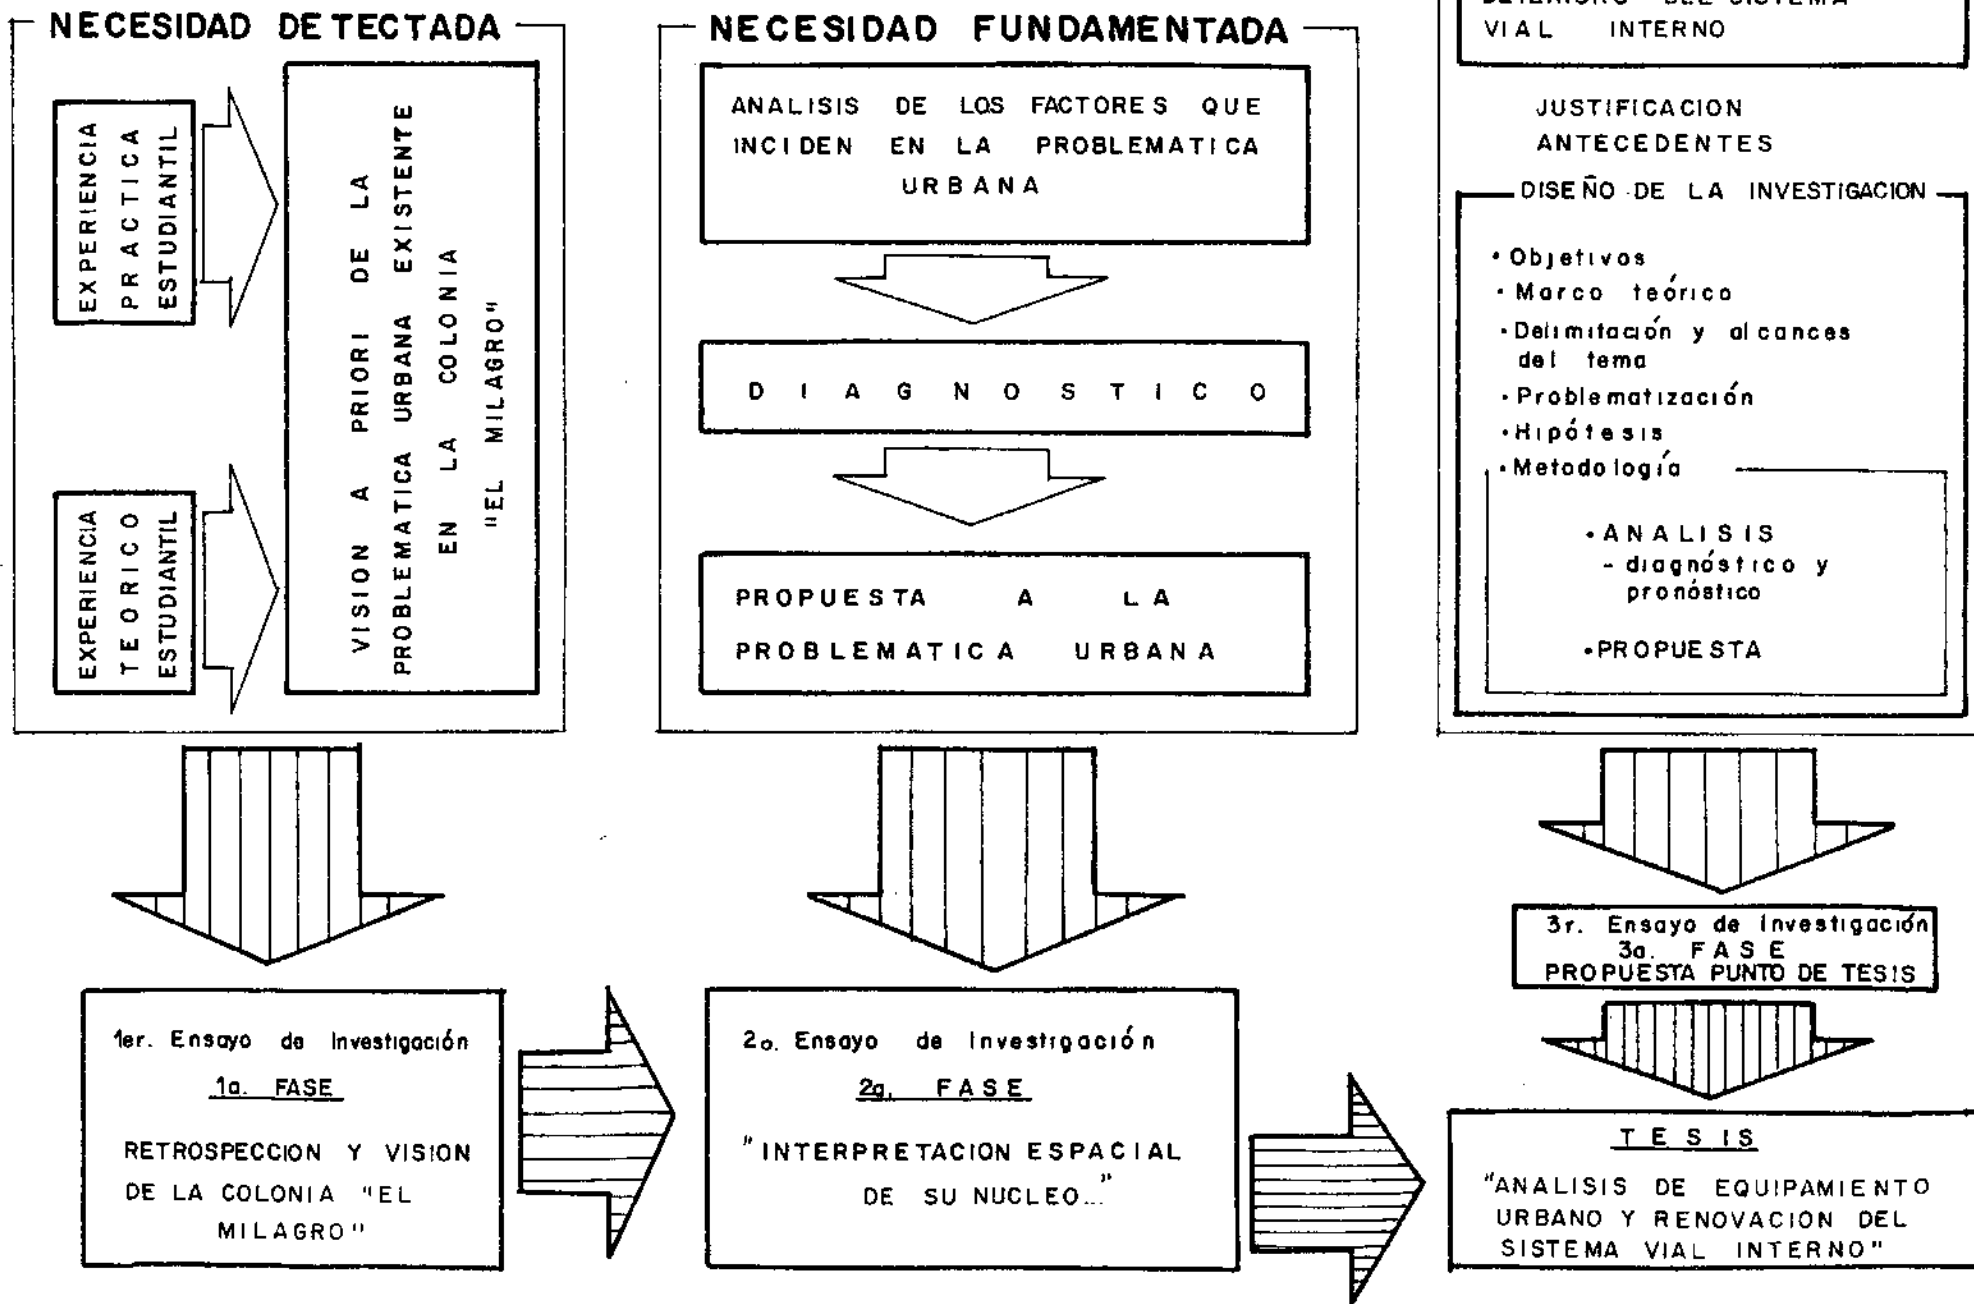 NECESIDAD DETECTADA
EXPERIENCIA
PRACTICA
ESTUDIANTIL
EXPERIENCIA
TEORICO
ESTUDIANTIL
VISION A PRIORI DE LA
PROBLEMATICA URBANA EXISTENTE
EN LA COLONIA
"EL MILAGRO"
NECESIDAD FUNDAMENTADA
ANALISIS DE LOS FACTORES QUE
INCIDEN EN LA PROBLEMATICA
URBANA
DIAGNOSTICO
PROPUESTA A LA
PROBLEMATICA URBANA
DETERIORO DEL SISTEMA
VIAL INTERNO
JUSTIFICACION
ANTECEDENTES
DISEÑO DE LA INVESTIGACION
• Objetivos
• Marco teórico
• Delimitación y alcances
del tema
• Problematización
• Hipótesis
• Metodología
• ANALISIS
- diagnóstico y
pronóstico
• PROPUESTA
1er. Ensayo de Investigación
1a. FASE
RETROSPECCION Y VISION
DE LA COLONIA "EL
MILAGRO"
2o. Ensayo de Investigación
2a. FASE
"INTERPRETACION ESPACIAL
DE SU NUCLEO..."
3r. Ensayo de Investigación
3a. FASE
PROPUESTA PUNTO DE TESIS
TESIS
"ANALISIS DE EQUIPAMIENTO
URBANO Y RENOVACION DEL
SISTEMA VIAL INTERNO"